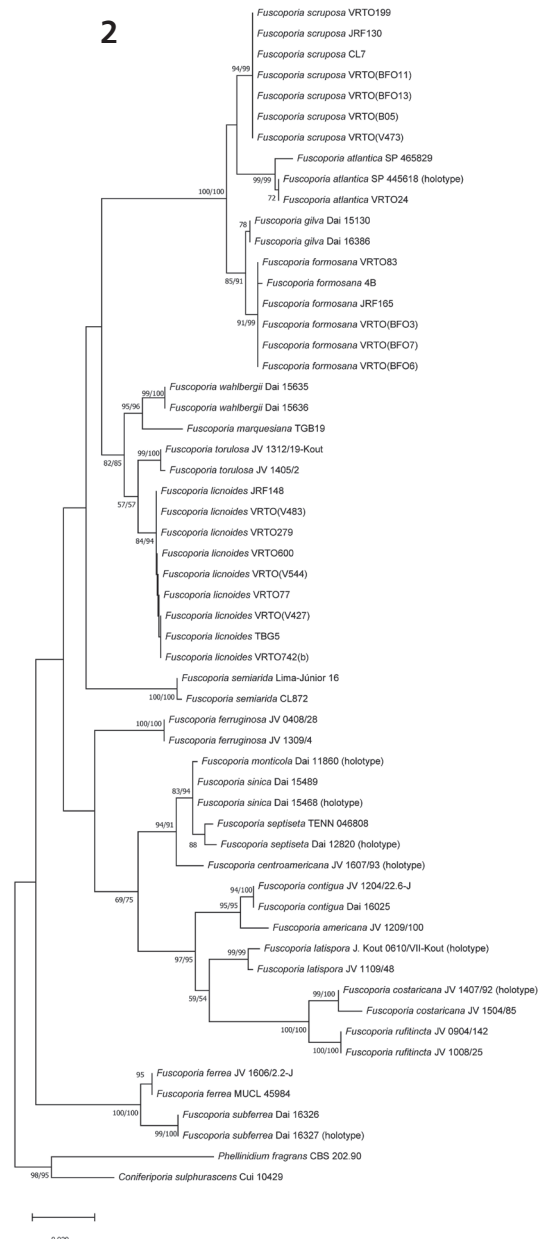 2
Fuscoporia scruposa VRTO199
Fuscoporia scruposa JRF130
Fuscoporia scruposa CL7
94/99
Fuscoporia scruposa VRTO(BFO11)
Fuscoporia scruposa VRTO(BFO13)
Fuscoporia scruposa VRTO(B05)
Fuscoporia scruposa VRTO(V473)
Fuscoporia atlantica SP 465829
99/99
Fuscoporia atlantica SP 445618 (holotype)
100/100
72
Fuscoporia atlantica VRTO24
78
Fuscoporia gilva Dai 15130
Fuscoporia gilva Dai 16386
Fuscoporia formosana VRTO83
85/91
Fuscoporia formosana 4B
Fuscoporia formosana JRF165
91/99
Fuscoporia formosana VRTO(BFO3)
Fuscoporia formosana VRTO(BFO7)
Fuscoporia formosana VRTO(BFO6)
Fuscoporia wahlbergii Dai 15635
99/100
95/96
Fuscoporia wahlbergii Dai 15636
Fuscoporia marquesiana TGB19
Fuscoporia torulosa JV 1312/19-Kout
99/100
82/85
Fuscoporia torulosa JV 1405/2
Fuscoporia licnoides JRF148
57/57
Fuscoporia licnoides VRTO(V483)
Fuscoporia licnoides VRTO279
84/94
Fuscoporia licnoides VRTO600
Fuscoporia licnoides VRTO(V544)
Fuscoporia licnoides VRTO77
Fuscoporia licnoides VRTO(V427)
Fuscoporia licnoides TBG5
Fuscoporia licnoides VRTO742(b)
Fuscoporia semiarida Lima-Júnior 16
100/100
Fuscoporia semiarida CL872
Fuscoporia ferruginosa JV 0408/28
100/100
Fuscoporia ferruginosa JV 1309/4
Fuscoporia monticola Dai 11860 (holotype)
83/94
Fuscoporia sinica Dai 15489
Fuscoporia sinica Dai 15468 (holotype)
94/91
Fuscoporia septiseta TENN 046808
88
Fuscoporia septiseta Dai 12820 (holotype)
Fuscoporia centroamericana JV 1607/93 (holotype)
69/75
Fuscoporia contigua JV 1204/22.6-J
94/100
95/95
Fuscoporia contigua Dai 16025
Fuscoporia americana JV 1209/100
97/95
Fuscoporia latispora J. Kout 0610/VII-Kout (holotype)
99/99
Fuscoporia latispora JV 1109/48
59/54
Fuscoporia costaricana JV 1407/92 (holotype)
99/100
Fuscoporia costaricana JV 1504/85
100/100
Fuscoporia rufitincta JV 0904/142
100/100
Fuscoporia rufitincta JV 1008/25
Fuscoporia ferrea JV 1606/2.2-J
95
Fuscoporia ferrea MUCL 45984
100/100
Fuscoporia subferrea Dai 16326
99/100
Fuscoporia subferrea Dai 16327 (holotype)
Phellinidium fragrans CBS 202.90
98/95
Coniferiporia sulphurascens Cui 10429